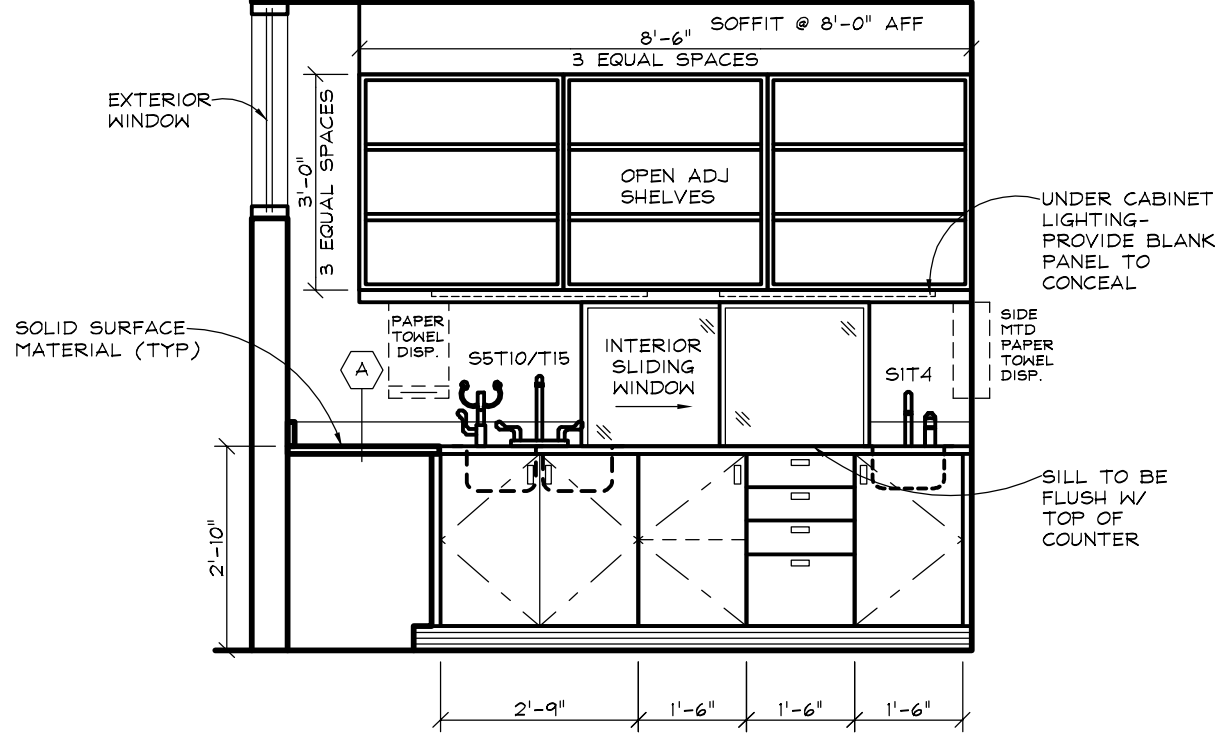 SOFFIT @ 8'-0" AFF
8'-6"
3 EQUAL SPACES
EXTERIOR
WINDOW
3'-0"
3 EQUAL SPACES
OPEN ADJ
SHELVES
UNDER CABINET
LIGHTING-
PROVIDE BLANK
PANEL TO
CONCEAL
SOLID SURFACE
MATERIAL (TYP)
PAPER
TOWEL
DISP.
A
S5T10/T15
INTERIOR
SLIDING
WINDOW
S1T4
SIDE
MTD
PAPER
TOWEL
DISP.
SILL TO BE
FLUSH W/
TOP OF
COUNTER
2'-10"
2'-9"
1'-6"
1'-6"
1'-6"